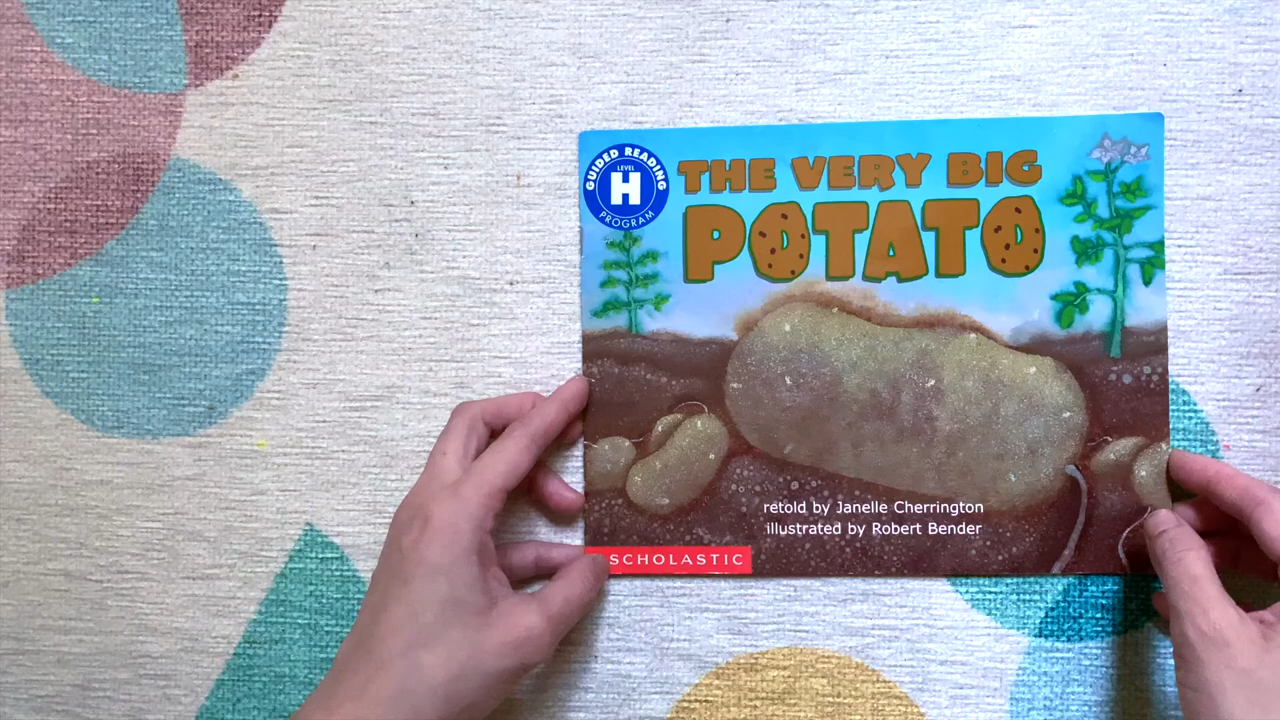 GUIDED READING
LEVEL
H
PROGRAM
THE VERY BIG
POTATO
retold by Janelle Cherrington
illustrated by Robert Bender
SCHOLASTIC